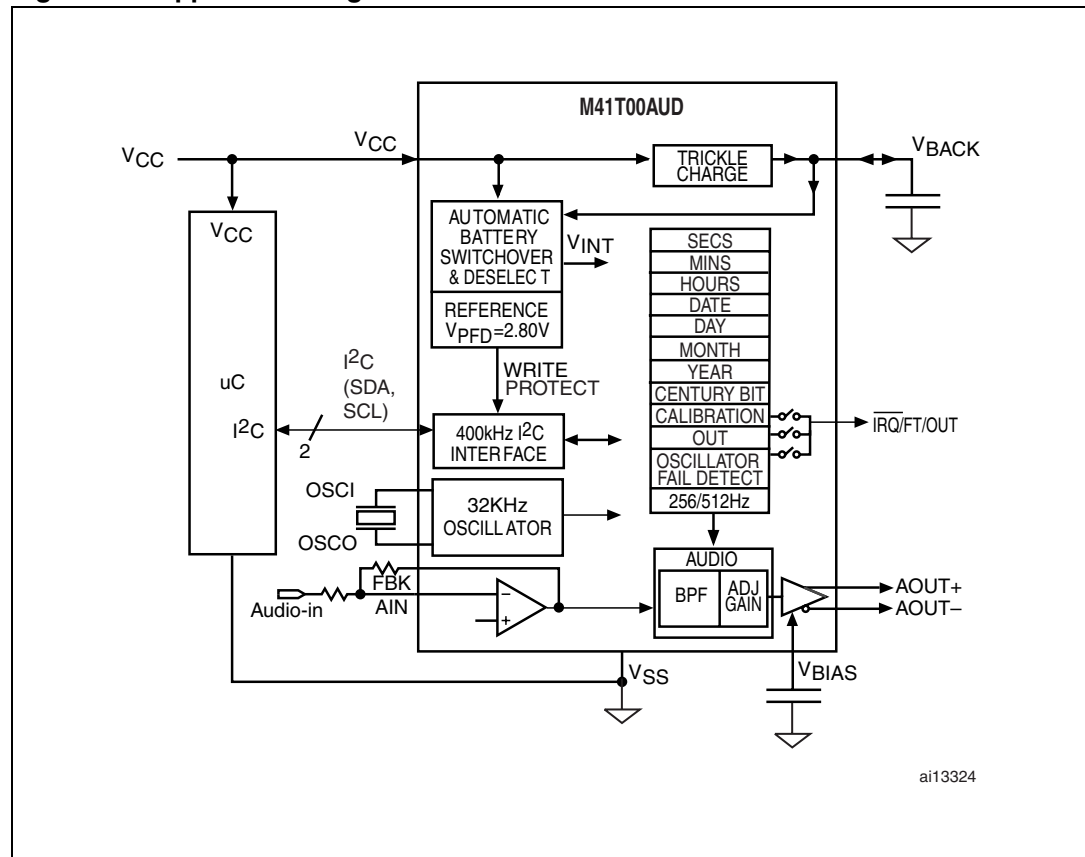 M41T00AUD
VCC
VCC
TRICKLE
CHARGE
VBACK
VCC
uC
I2C
I2C
(SDA,
SCL)
2
AUTOMATIC
BATTERY
SWITCHOVER
& DESELEC T
VINT
REFERENCE
VPFD=2.80V
WRITE
PROTECT
400kHz I2C
INTERFACE
OSCI
OSCO
32KHz
OSCILLATOR
SECS
MINS
HOURS
DATE
DAY
MONTH
YEAR
CENTURY BIT
CALIBRATION
OUT
OSCILLATOR
FAIL DETECT
256/512Hz
IRQ/FT/OUT
Audio-in
FBK
AIN
−
+
AUDIO
BPF
ADJ
GAIN
AOUT+
AOUT−
VSS
VBIAS
ai13324